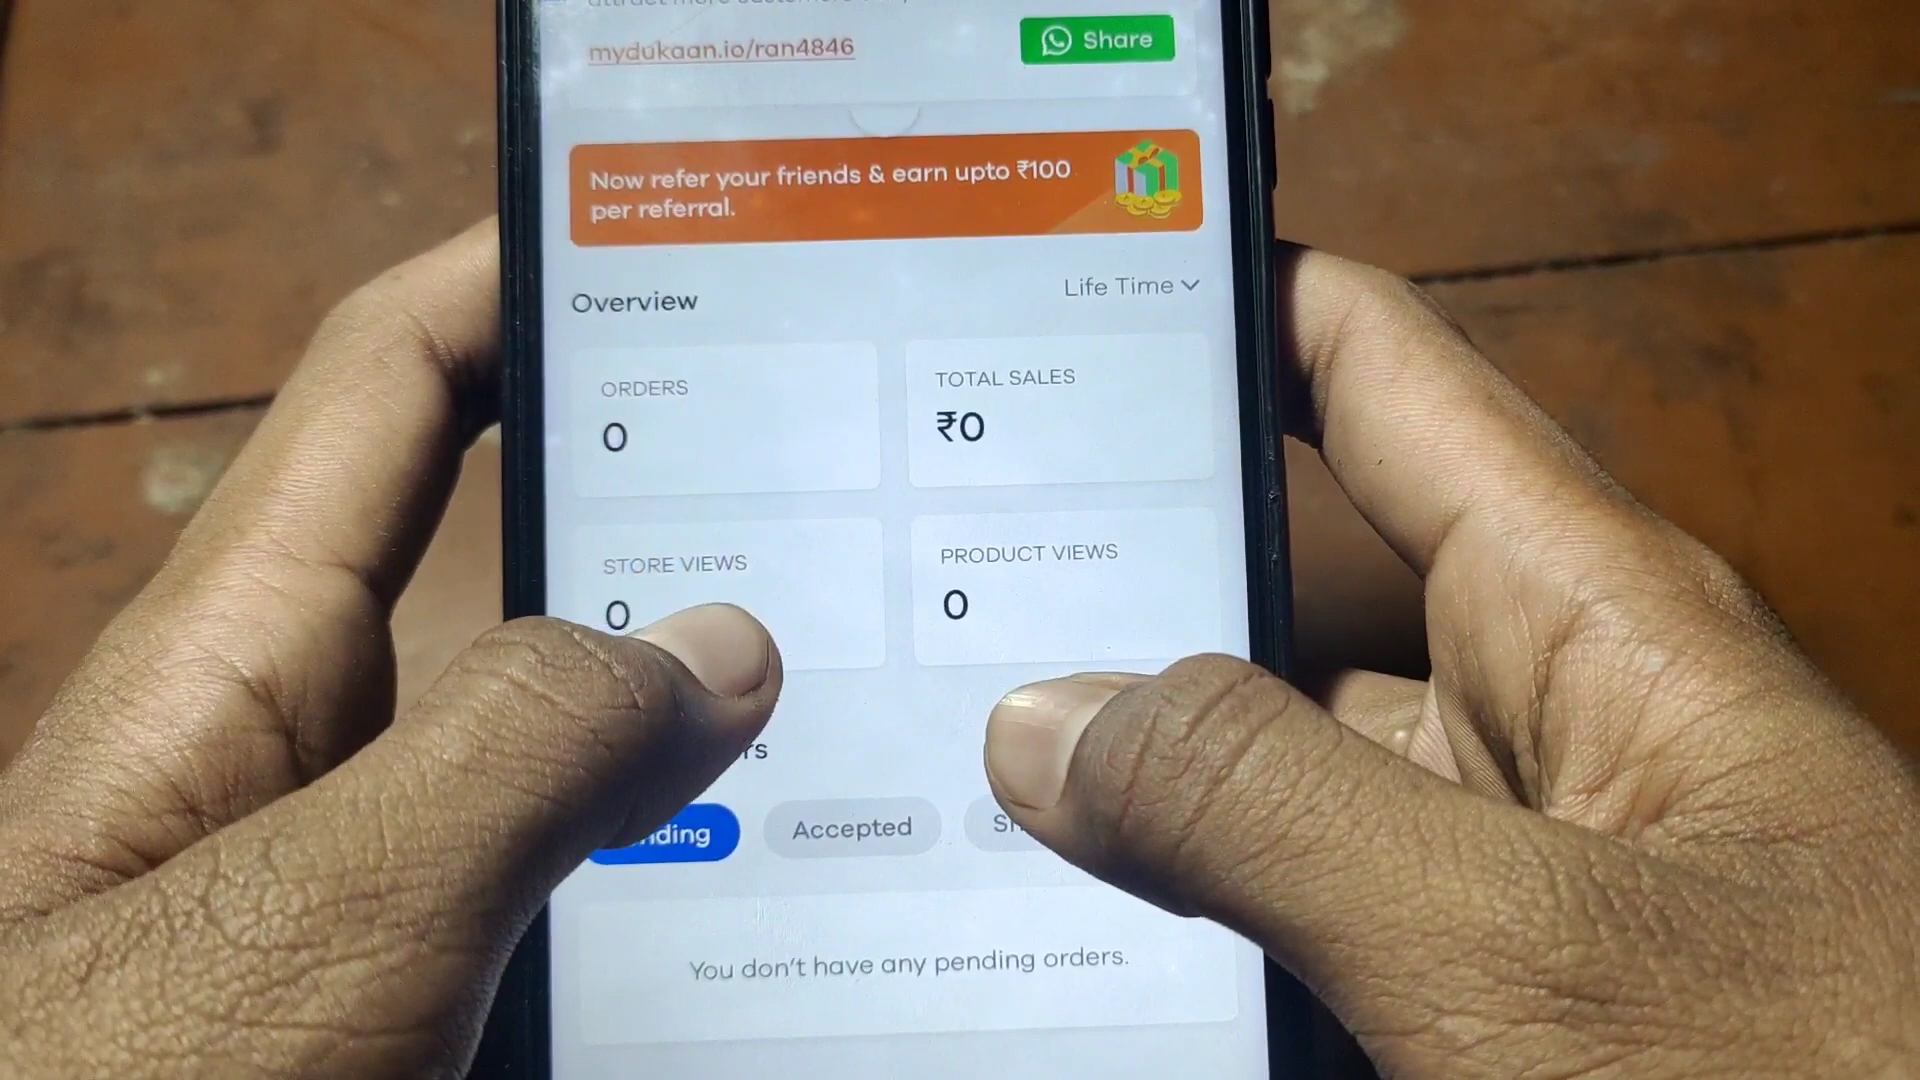 mydukaan.io/ran4846
Share
Now refer your friends & earn upto ₹100
per referral.
Overview
Life Time
ORDERS
0
TOTAL SALES
₹0
STORE VIEWS
0
PRODUCT VIEWS
0
Accepted
You don't have any pending orders.